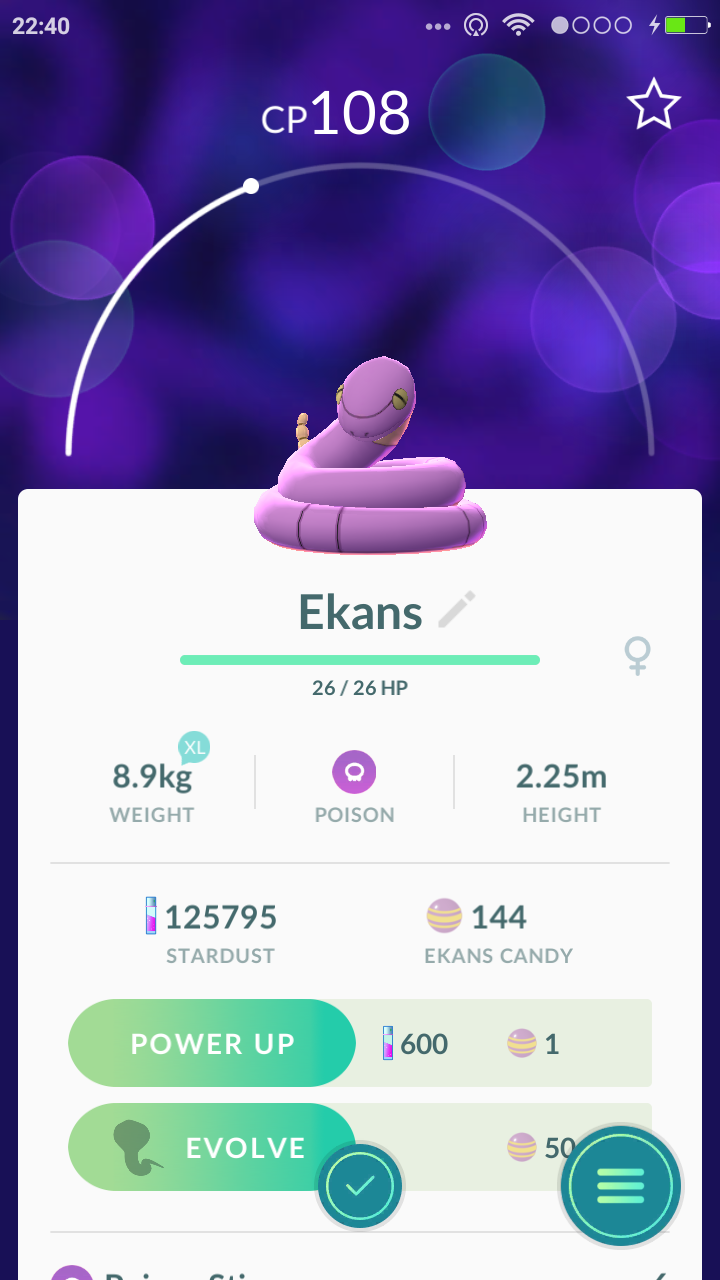 22:40
CP108
Ekans
26 / 26 HP
XL
8.9kg
2.25m
WEIGHT
POISON
HEIGHT
125795
144
STARDUST
EKANS CANDY
POWER UP 600 1
EVOLVE 50